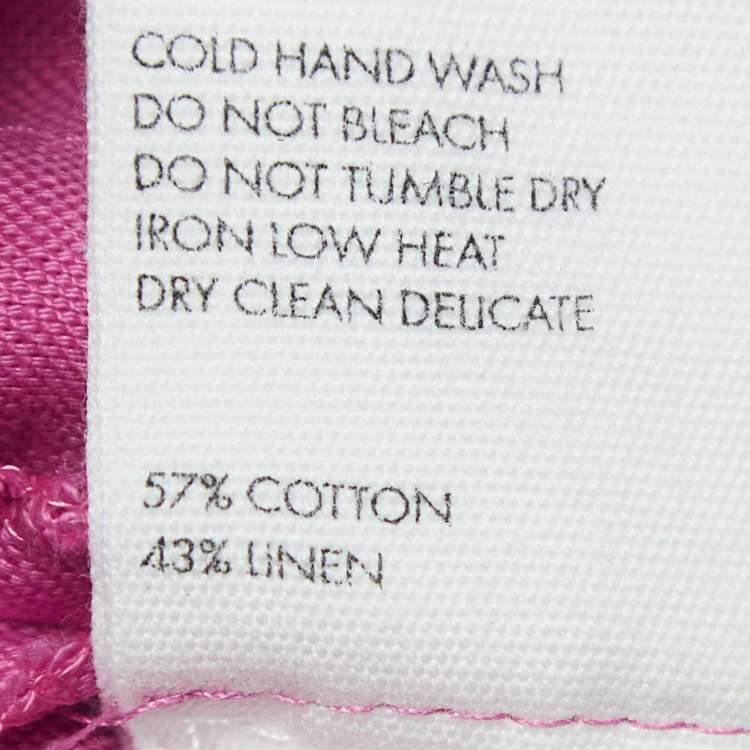 COLD HAND WASH
DO NOT BLEACH
DO NOT TUMBLE DRY
IRON LOW HEAT
DRY CLEAN DELICATE
57% COTTON
43% LINEN